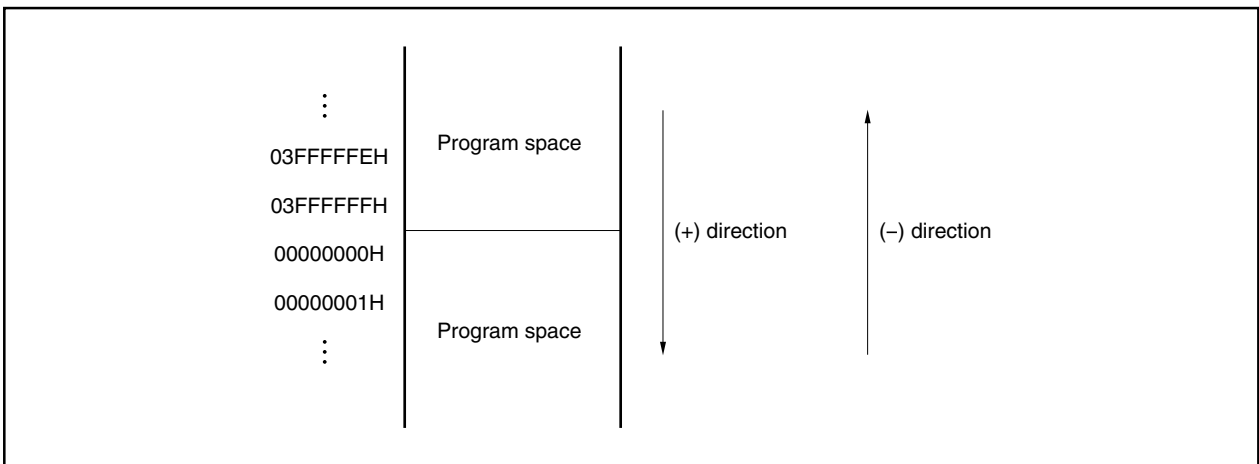 ⋮
03FFFFFEH
03FFFFFFH
00000000H
00000001H
⋮
Program space
Program space
(+) direction
(−) direction